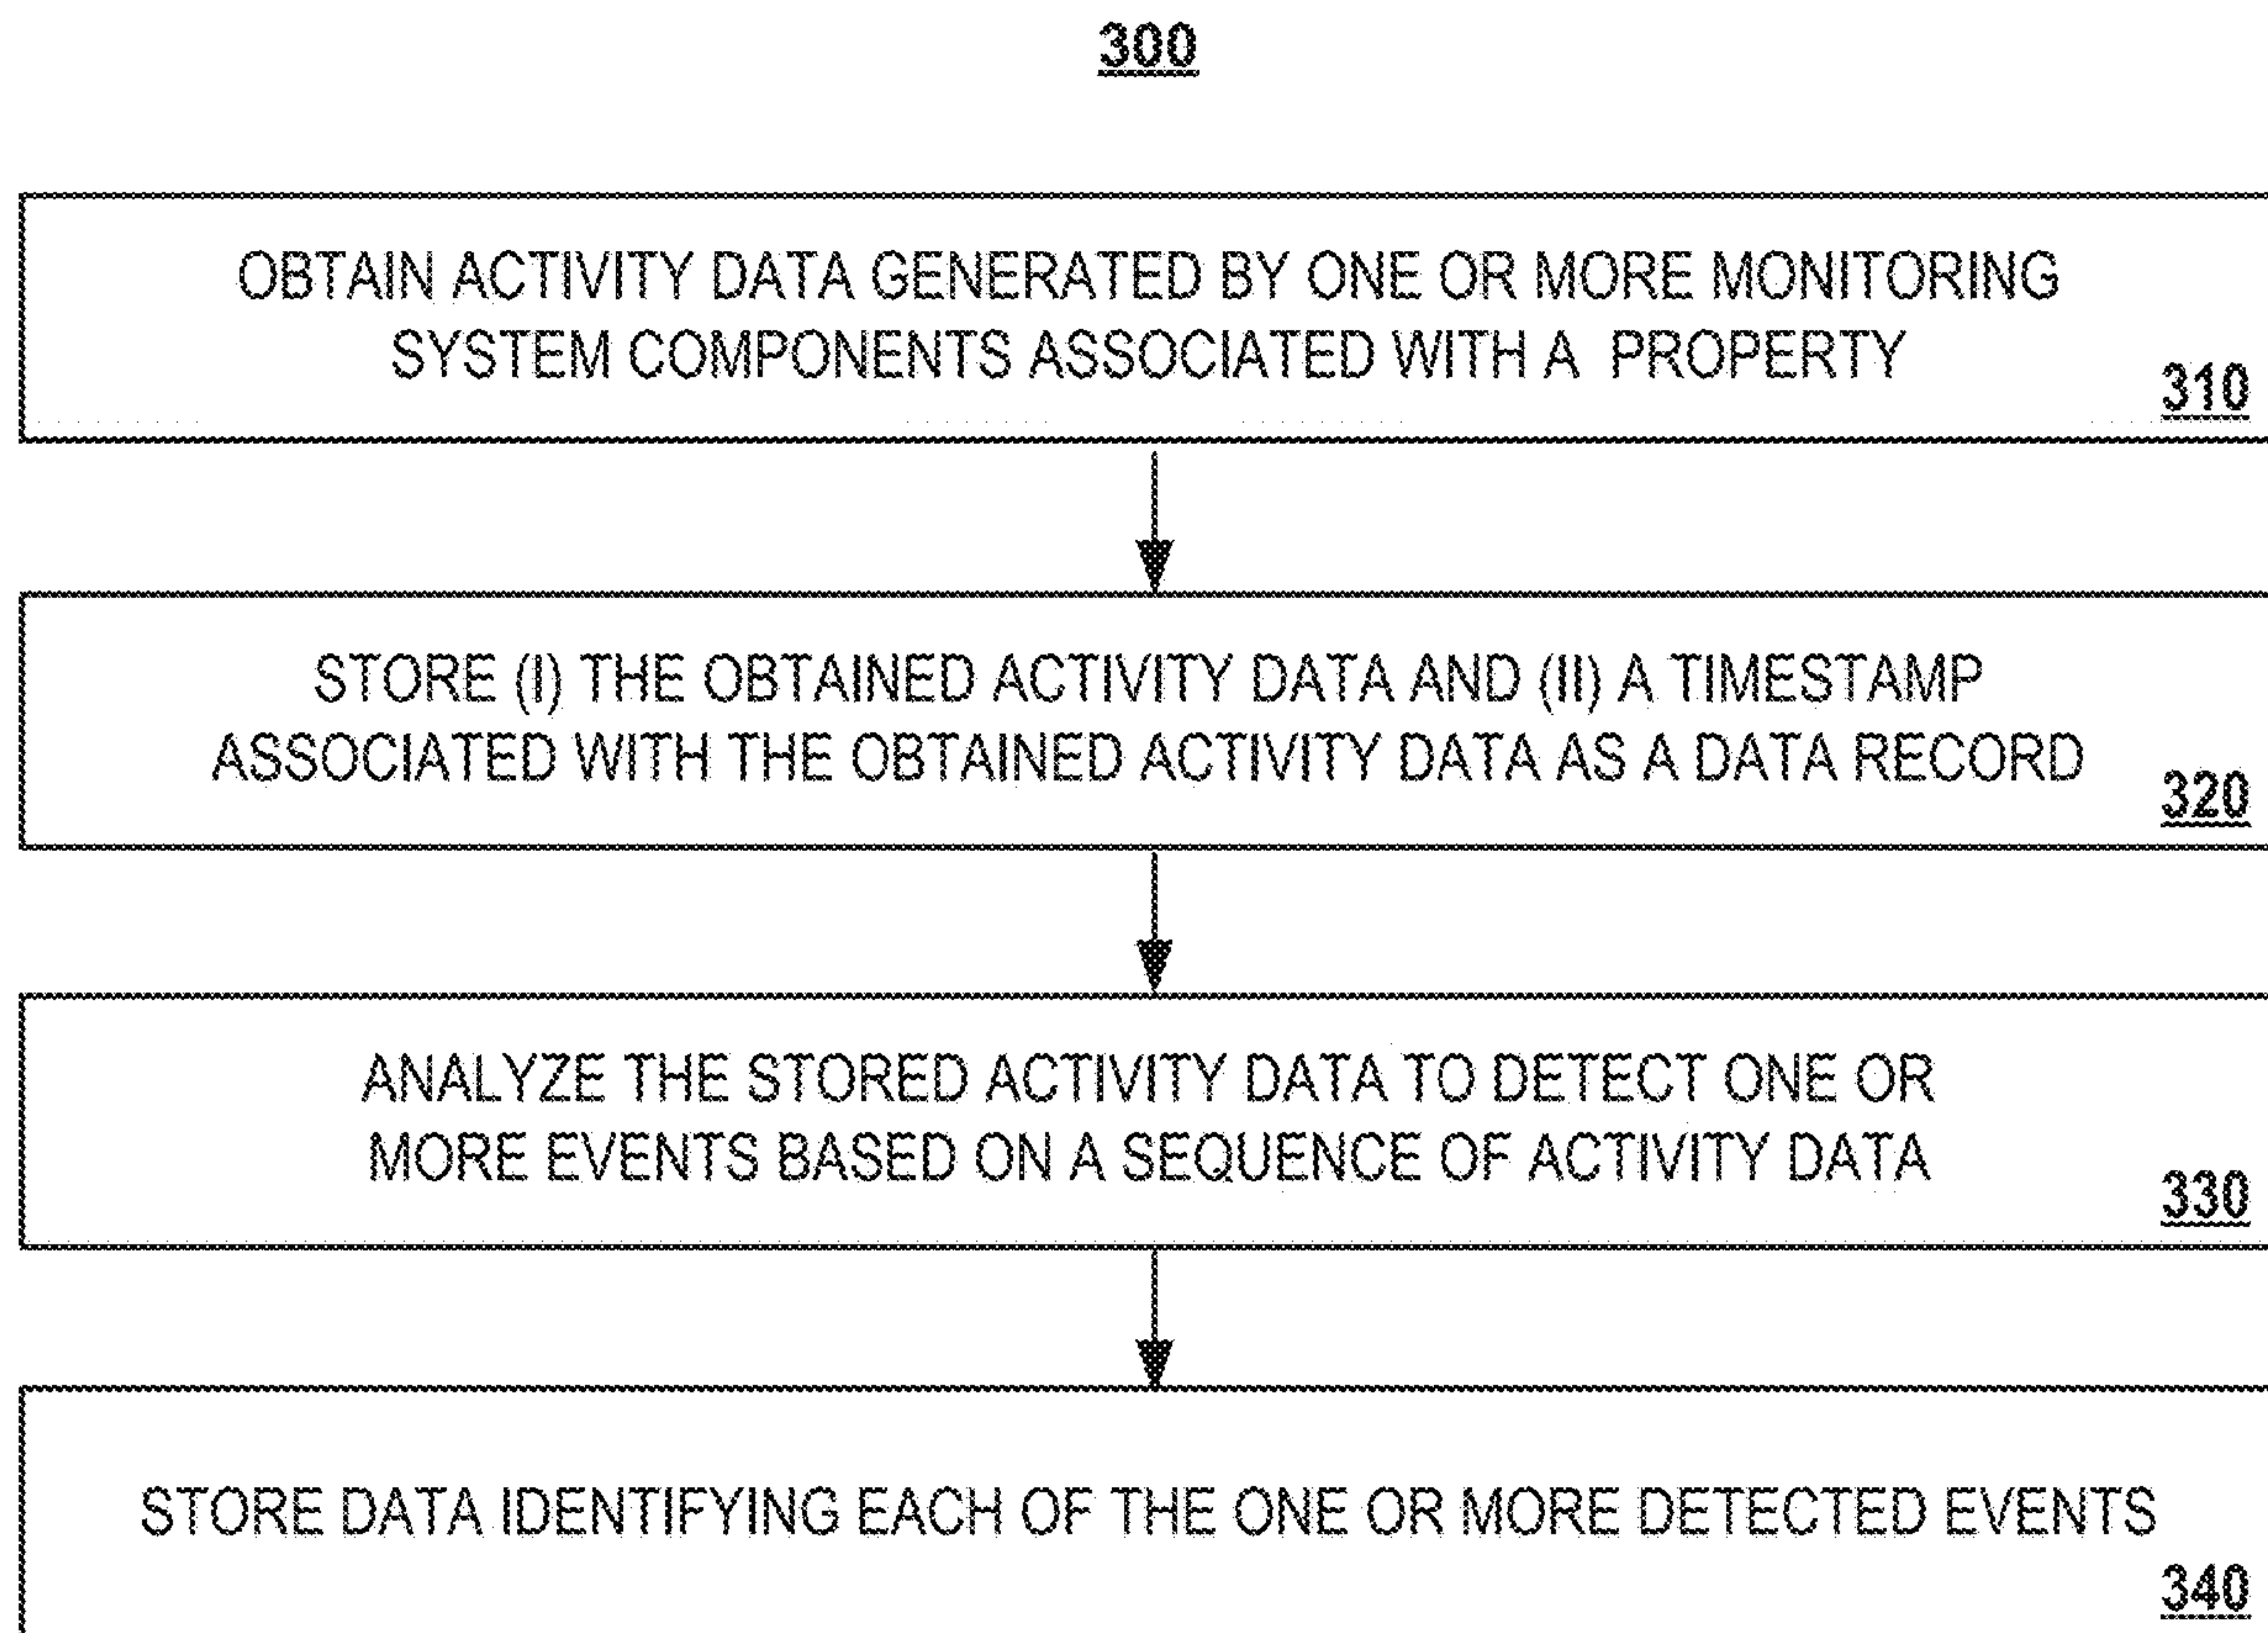 300
OBTAIN ACTIVITY DATA GENERATED BY ONE OR MORE MONITORING
SYSTEM COMPONENTS ASSOCIATED WITH A PROPERTY
310
STORE (I) THE OBTAINED ACTIVITY DATA AND (II) A TIMESTAMP
ASSOCIATED WITH THE OBTAINED ACTIVITY DATA AS A DATA RECORD
320
ANALYZE THE STORED ACTIVITY DATA TO DETECT ONE OR
MORE EVENTS BASED ON A SEQUENCE OF ACTIVITY DATA
330
STORE DATA IDENTIFYING EACH OF THE ONE OR MORE DETECTED EVENTS
340